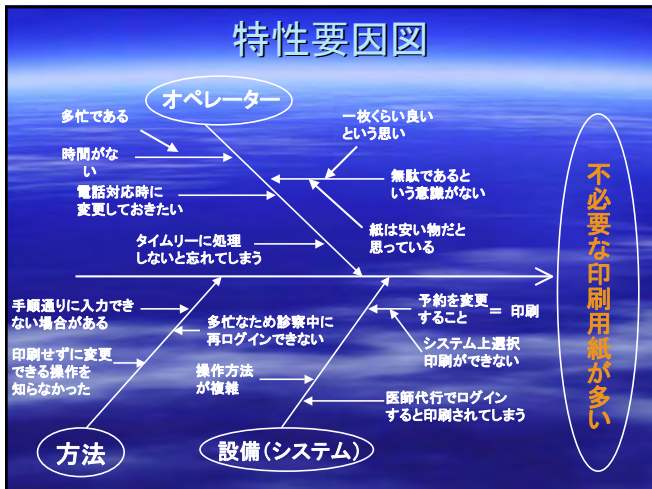 特性要因図
オペレーター
多忙である
時間がな
い
電話対応時に
変更しておきたい
タイムリーに処理
しないと忘れてしまう
一枚くらい良い
という思い
無駄であると
いう意識がない
紙は安い物だと
思っている
不必要な印刷用紙が多い
手順通りに入力でき
ない場合がある
多忙なため診察中に
再ログインできない
印刷せずに変更
できる操作を
知らなかった
方法
予約を変更
すること
＝ 印刷
システム上選択
印刷ができない
操作方法
が複雑
医師代行でログイン
すると印刷されてしまう
設備(システム)